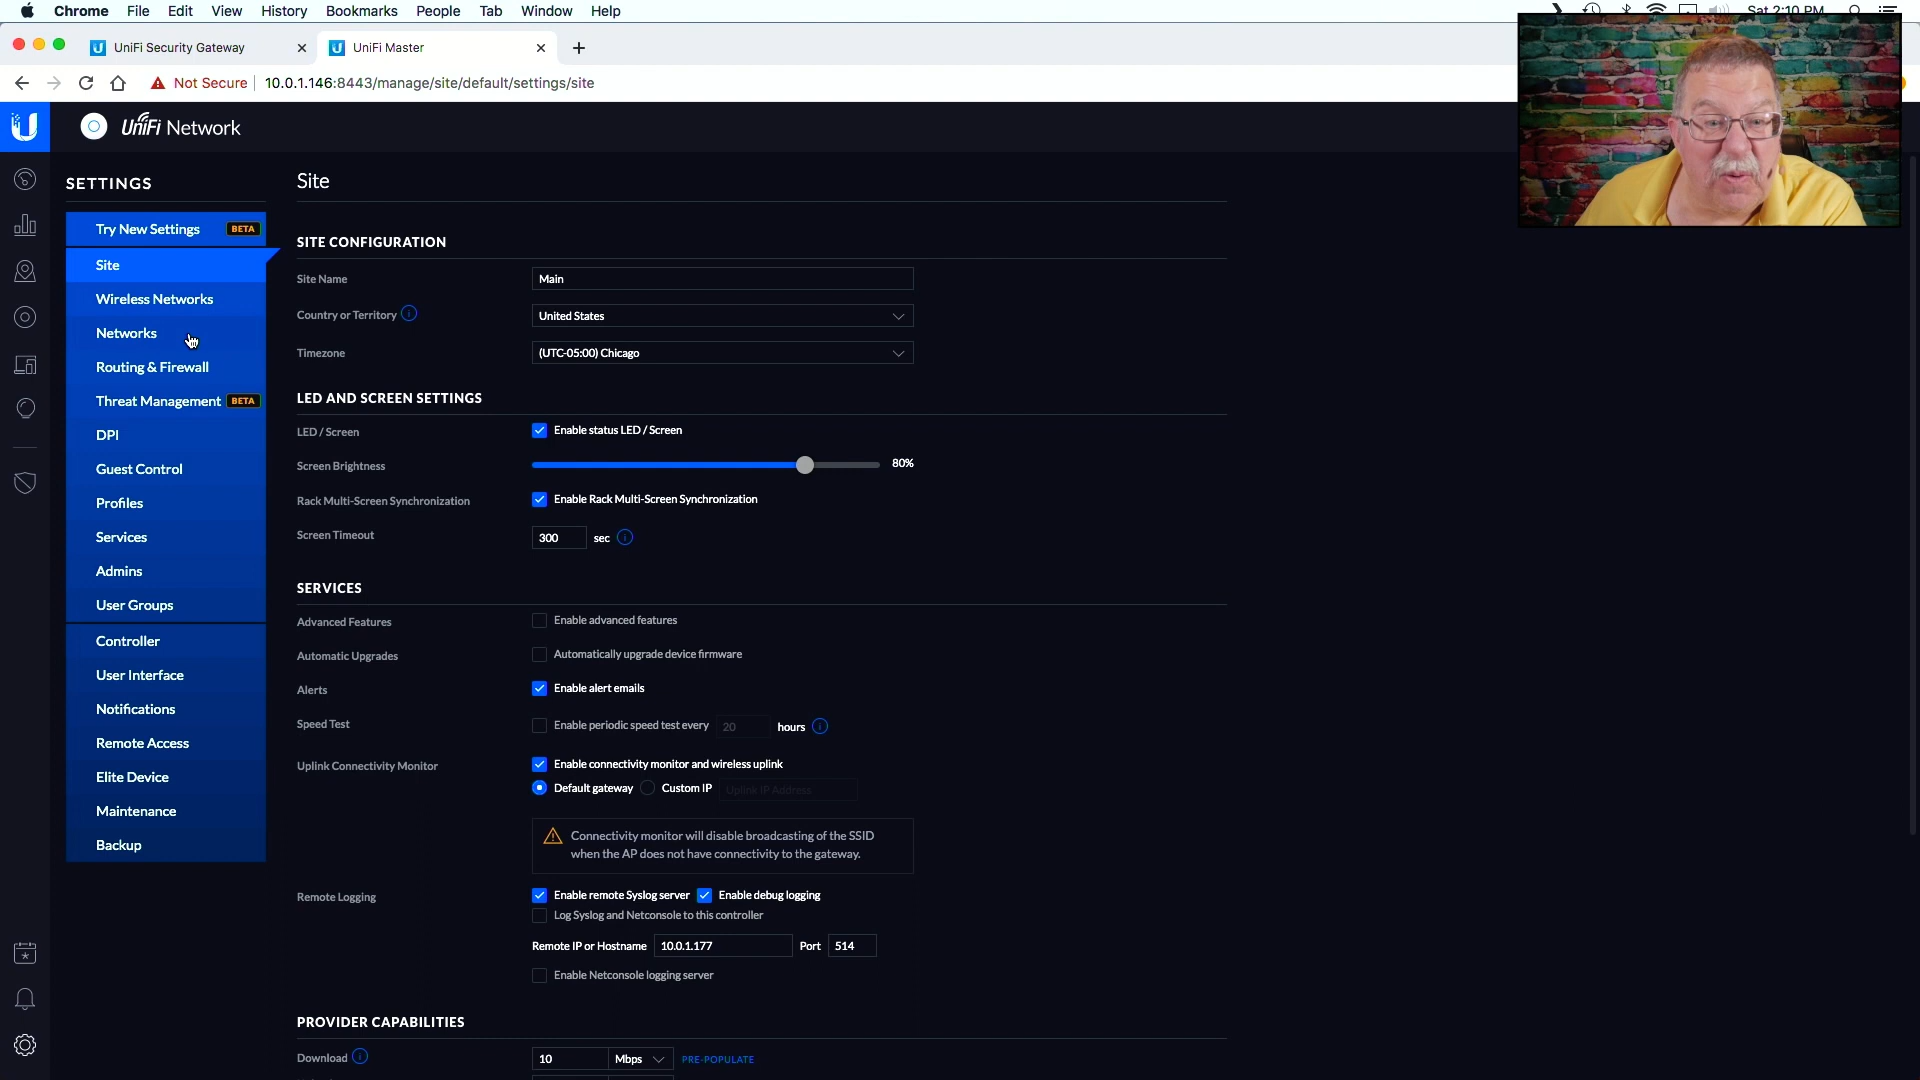 Chrome File Edit View History Bookmarks People Tab Window Help Sat 2:10 PM
UniFi Security Gateway UniFi Master
Not Secure 10.0.1.146:8443/manage/site/default/settings/site
UniFi Network
SETTINGS
Try New Settings BETA
Site
Wireless Networks
Networks
Routing & Firewall
Threat Management BETA
DPI
Guest Control
Profiles
Services
Admins
User Groups
Controller
User Interface
Notifications
Remote Access
Elite Device
Maintenance
Backup
Site
SITE CONFIGURATION
Site Name Main
Country or Territory United States
Timezone (UTC-05:00) Chicago
LED AND SCREEN SETTINGS
LED / Screen Enable status LED / Screen
Screen Brightness 80%
Rack Multi-Screen Synchronization Enable Rack Multi-Screen Synchronization
Screen Timeout 300 sec
SERVICES
Advanced Features Enable advanced features
Automatic Upgrades Automatically upgrade device firmware
Alerts Enable alert emails
Speed Test Enable periodic speed test every 20 hours
Uplink Connectivity Monitor Enable connectivity monitor and wireless uplink
Default gateway Custom IP Uplink IP Address
Connectivity monitor will disable broadcasting of the SSID
when the AP does not have connectivity to the gateway.
Remote Logging Enable remote Syslog server Enable debug logging
Log Syslog and Netconsole to this controller
Remote IP or Hostname 10.0.1.177 Port 514
Enable Netconsole logging server
PROVIDER CAPABILITIES
Download 10 Mbps PRE-POPULATE